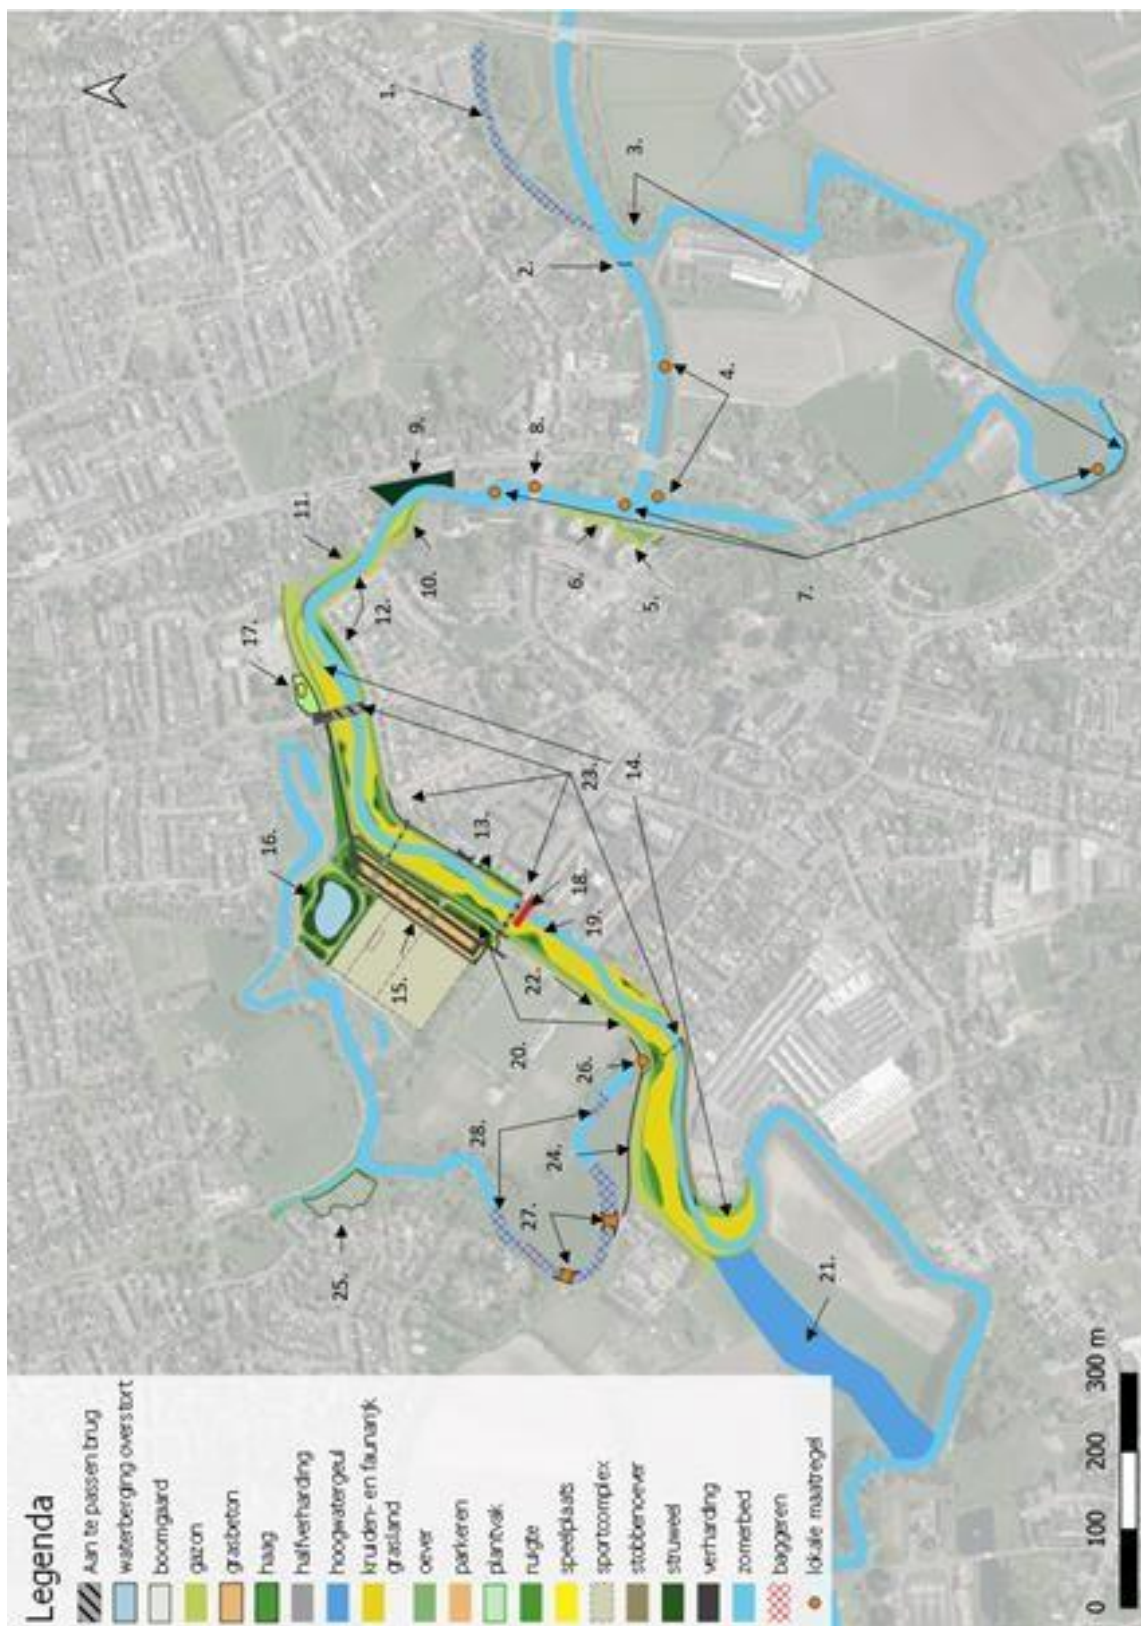 Legenda
Aan te passen brug
waterberging overstort
boomgaard
gazon
grasbeton
haag
halfverharding
hoogwatergeul
kruiden- en faunarijk
grasland
oever
parkeren
plantvak
ruigte
speelplaats
sportcomplex
stobbenoever
struweel
verharding
zomerbed
baggeren
lokale maatregel
0 100 200 300 m
1.
2.
3.
4.
5.
6.
7.
8.
9.
10.
11.
12.
13.
14.
15.
16.
17.
18.
19.
20.
21.
22.
23.
24.
25.
26.
27.
28.